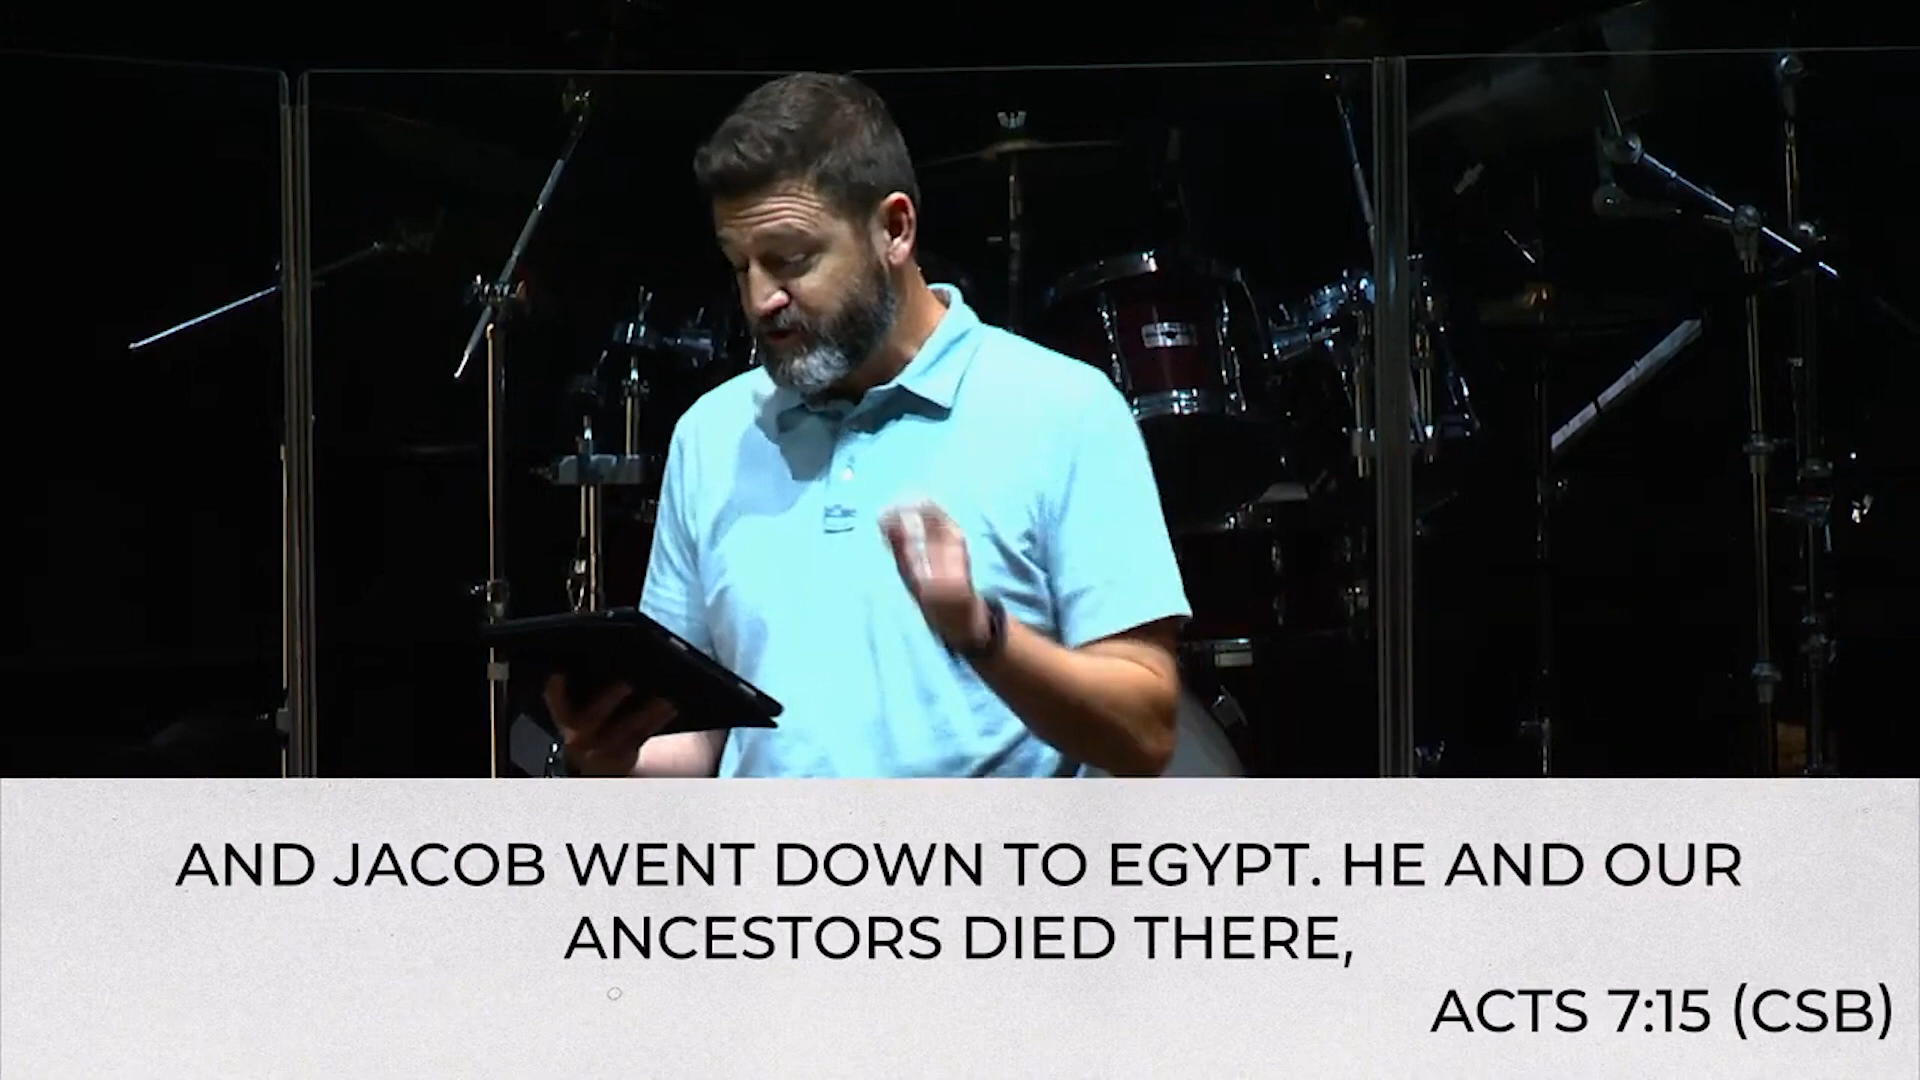 AND JACOB WENT DOWN TO EGYPT. HE AND OUR
ANCESTORS DIED THERE,
ACTS 7:15 (CSB)